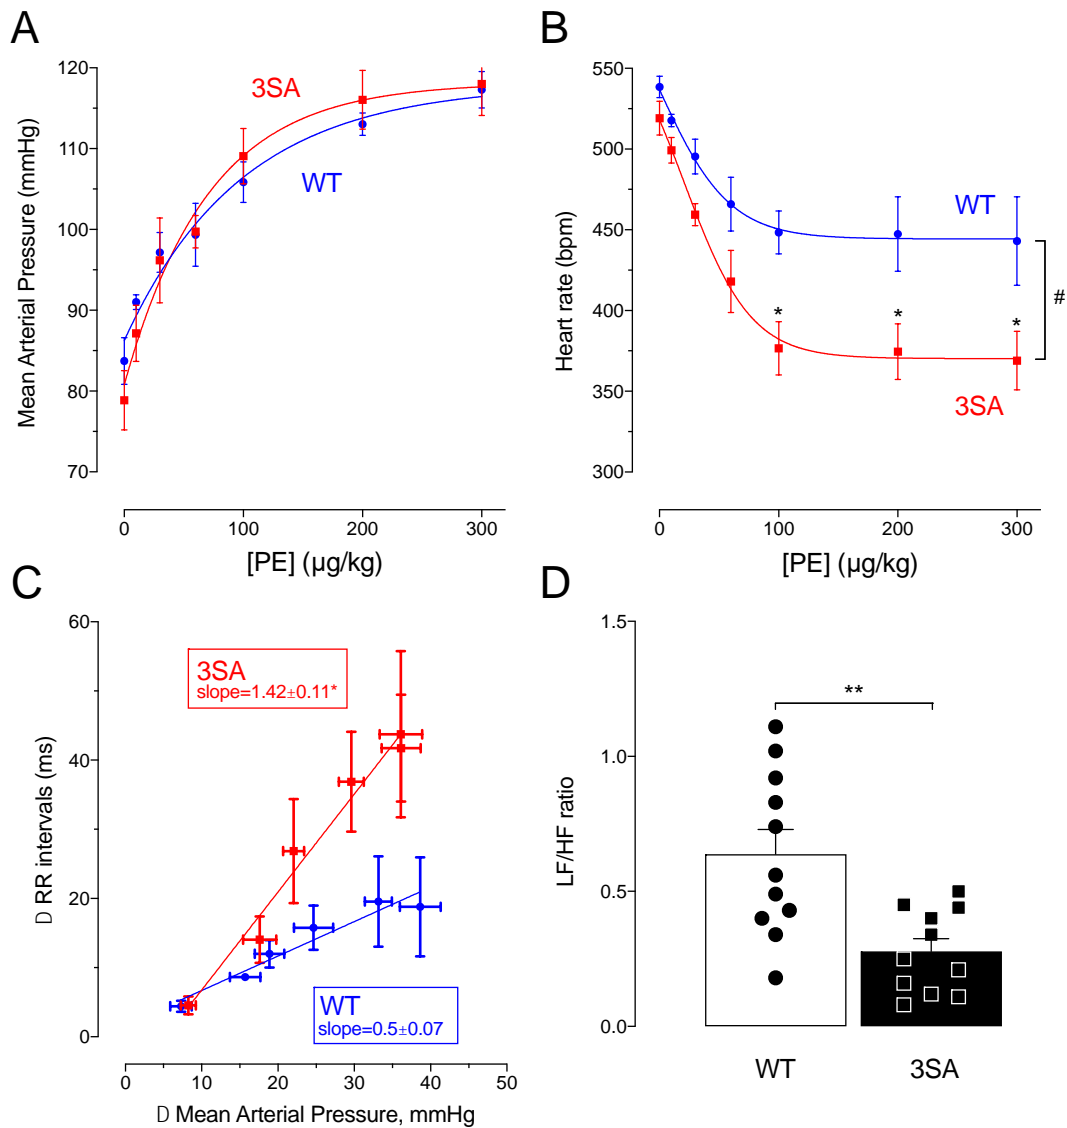 A
120
110
100
90
80
70
Mean Arterial Pressure (mmHg)
3SA
WT
0
100
200
300
[PE] (µg/kg)
B
550
500
450
400
350
300
Heart rate (bpm)
WT
#
*
*
*
3SA
0
100
200
300
[PE] (µg/kg)
C
60
40
20
0
D RR intervals (ms)
3SA
slope=1.42±0.11*
WT
slope=0.5±0.07
0
10
20
30
40
50
D Mean Arterial Pressure, mmHg
D
1.5
1.0
0.5
0.0
LF/HF ratio
**
WT
3SA